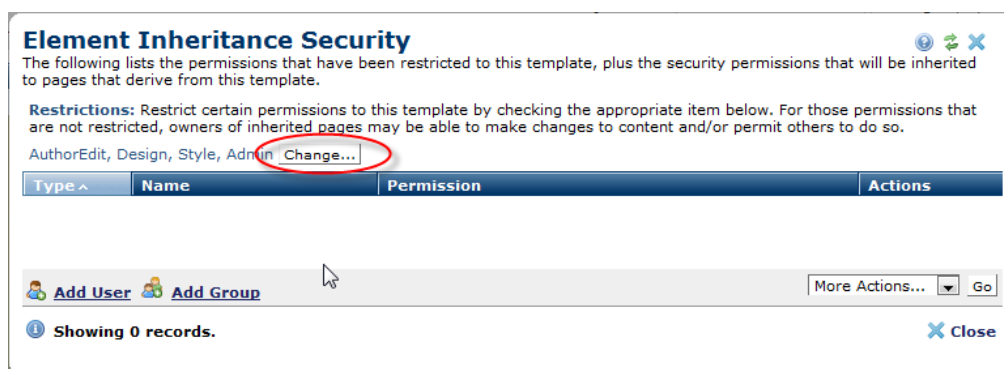 Element Inheritance Security
The following lists the permissions that have been restricted to this template, plus the security permissions that will be inherited
to pages that derive from this template.
Restrictions: Restrict certain permissions to this template by checking the appropriate item below. For those permissions that
are not restricted, owners of inherited pages may be able to make changes to content and/or permit others to do so.
AuthorEdit, Design, Style, Admin Change...
Type Name Permission Actions
Add User Add Group More Actions... Go
Showing 0 records. Close